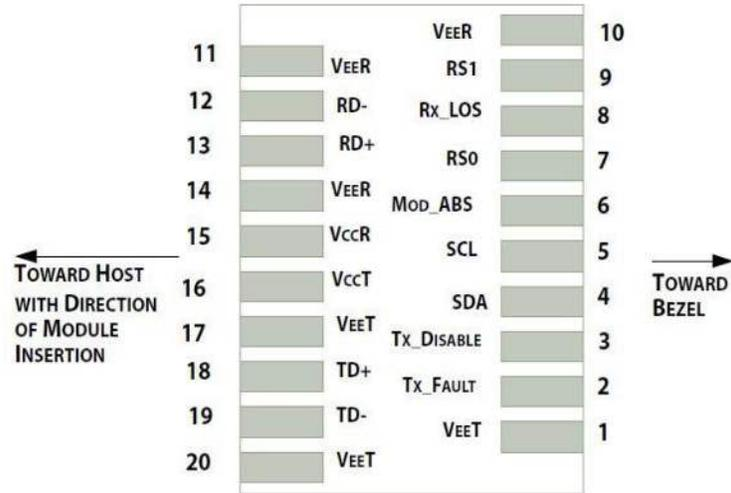 11 VEER
12 RD-
13 RD+
14 VEER
15 VCCR
16 VCCT
17 VEET
18 TD+
19 TD-
20 VEET
VEER 10
RS1 9
RX_LOS 8
RS0 7
MOD_ABS 6
SCL 5
SDA 4
TX_DISABLE 3
TX_FAULT 2
VEET 1
TOWARD HOST
WITH DIRECTION
OF MODULE
INSERTION
TOWARD
BEZEL